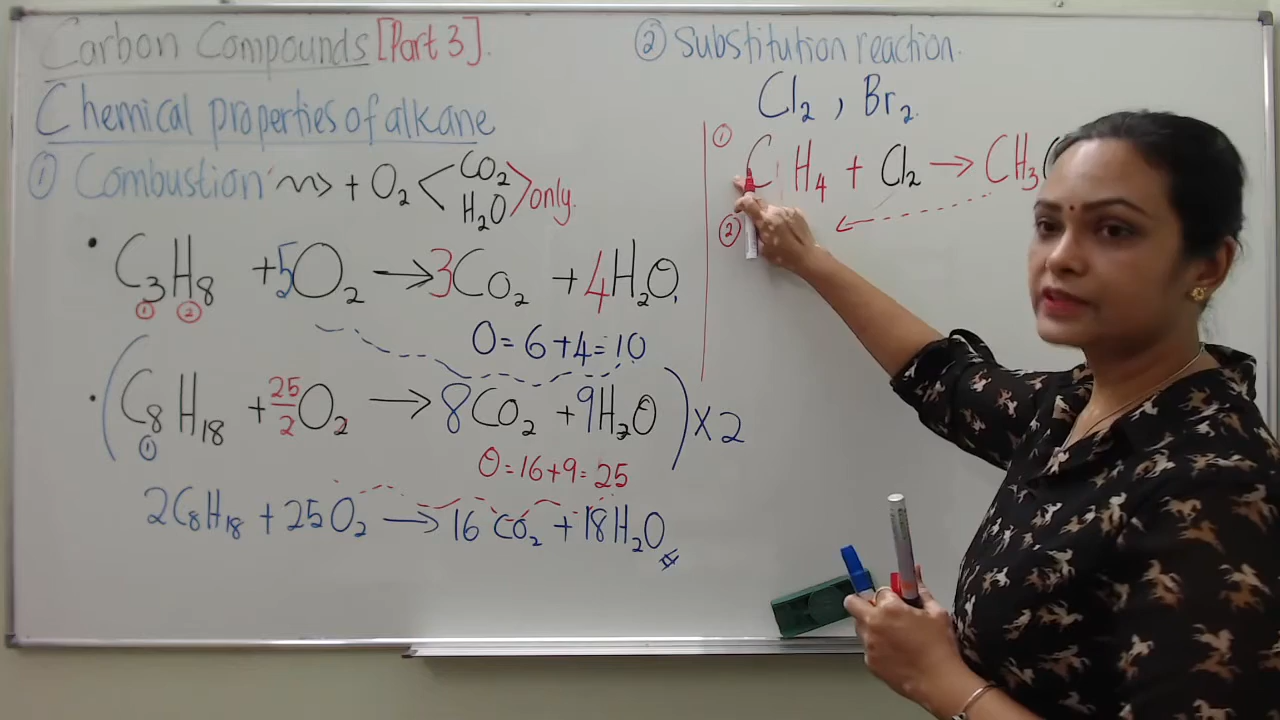 Carbon Compounds [Part 3].
Chemical properties of alkane
① Combustion + O₂ < CO₂ H₂O > only.
• C₃H₈ + 5O₂ → 3CO₂ + 4H₂O
① ②
O = 6 + 4 = 10
• (C₈H₁₈ + 25/2 O₂ → 8CO₂ + 9H₂O) × 2
①
O = 16 + 9 = 25
2C₈H₁₈ + 25O₂ → 16CO₂ + 18H₂O
② Substitution reaction.
Cl₂ , Br₂.
① CH₄ + Cl₂ → CH₃
②